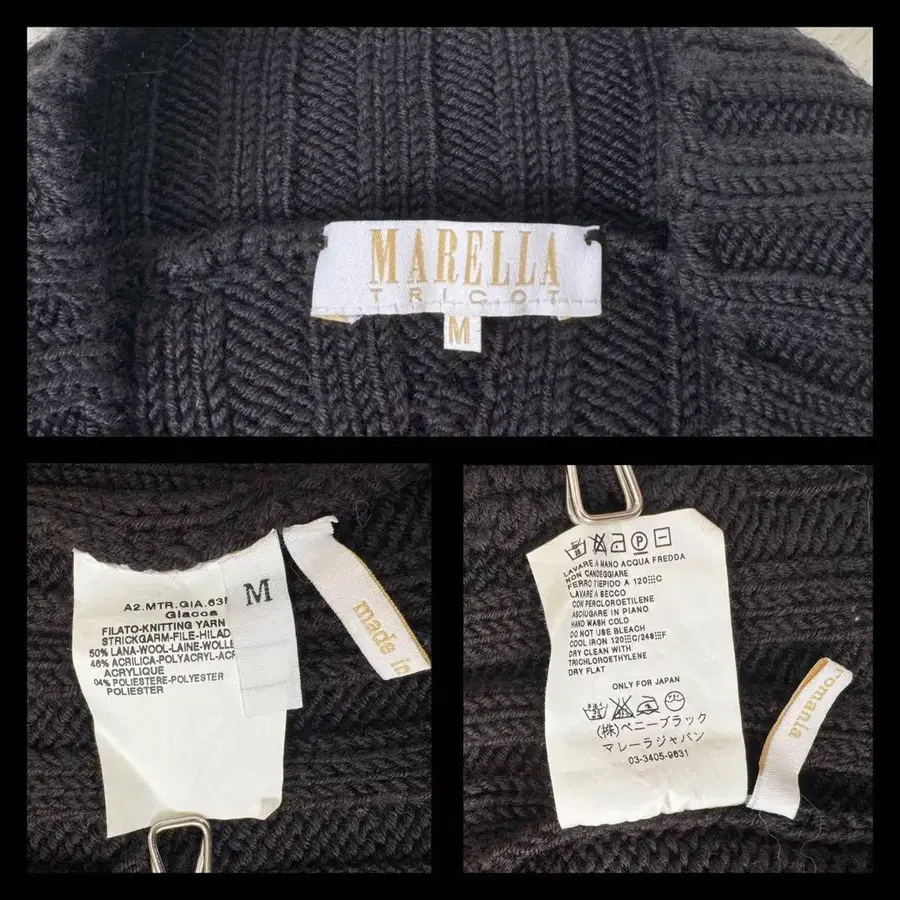 MARELLA
TRICOT
M
A2.MTR.GIA.63
Giacca
FILATO-KNITTING YARN
STRICKGARM-FILE-HILAD
50% LANA-WOOL-LAINE-WOLLE
46% ACRILICA-POLYACRYL-ACR
ACRYLIQUE
04% POLIESTERE-POLYESTER
POLIESTER
M
made in
LAVARE A MANO ACQUA FREDDA
NON CANDEGGIARE
FERRO TIEPIDO A 120 C
LAVARE A SECCO
CON PERCLOROETILENE
ASCIUGARE IN PIANO
HAND WASH COLD
DO NOT USE BLEACH
COOL IRON 120 C/248 F
DRY CLEAN WITH
TRICHLOROETHYLENE
DRY FLAT
ONLY FOR JAPAN
(株)ペニーブラック
マレーラジャパン
03-3405-9631
romania